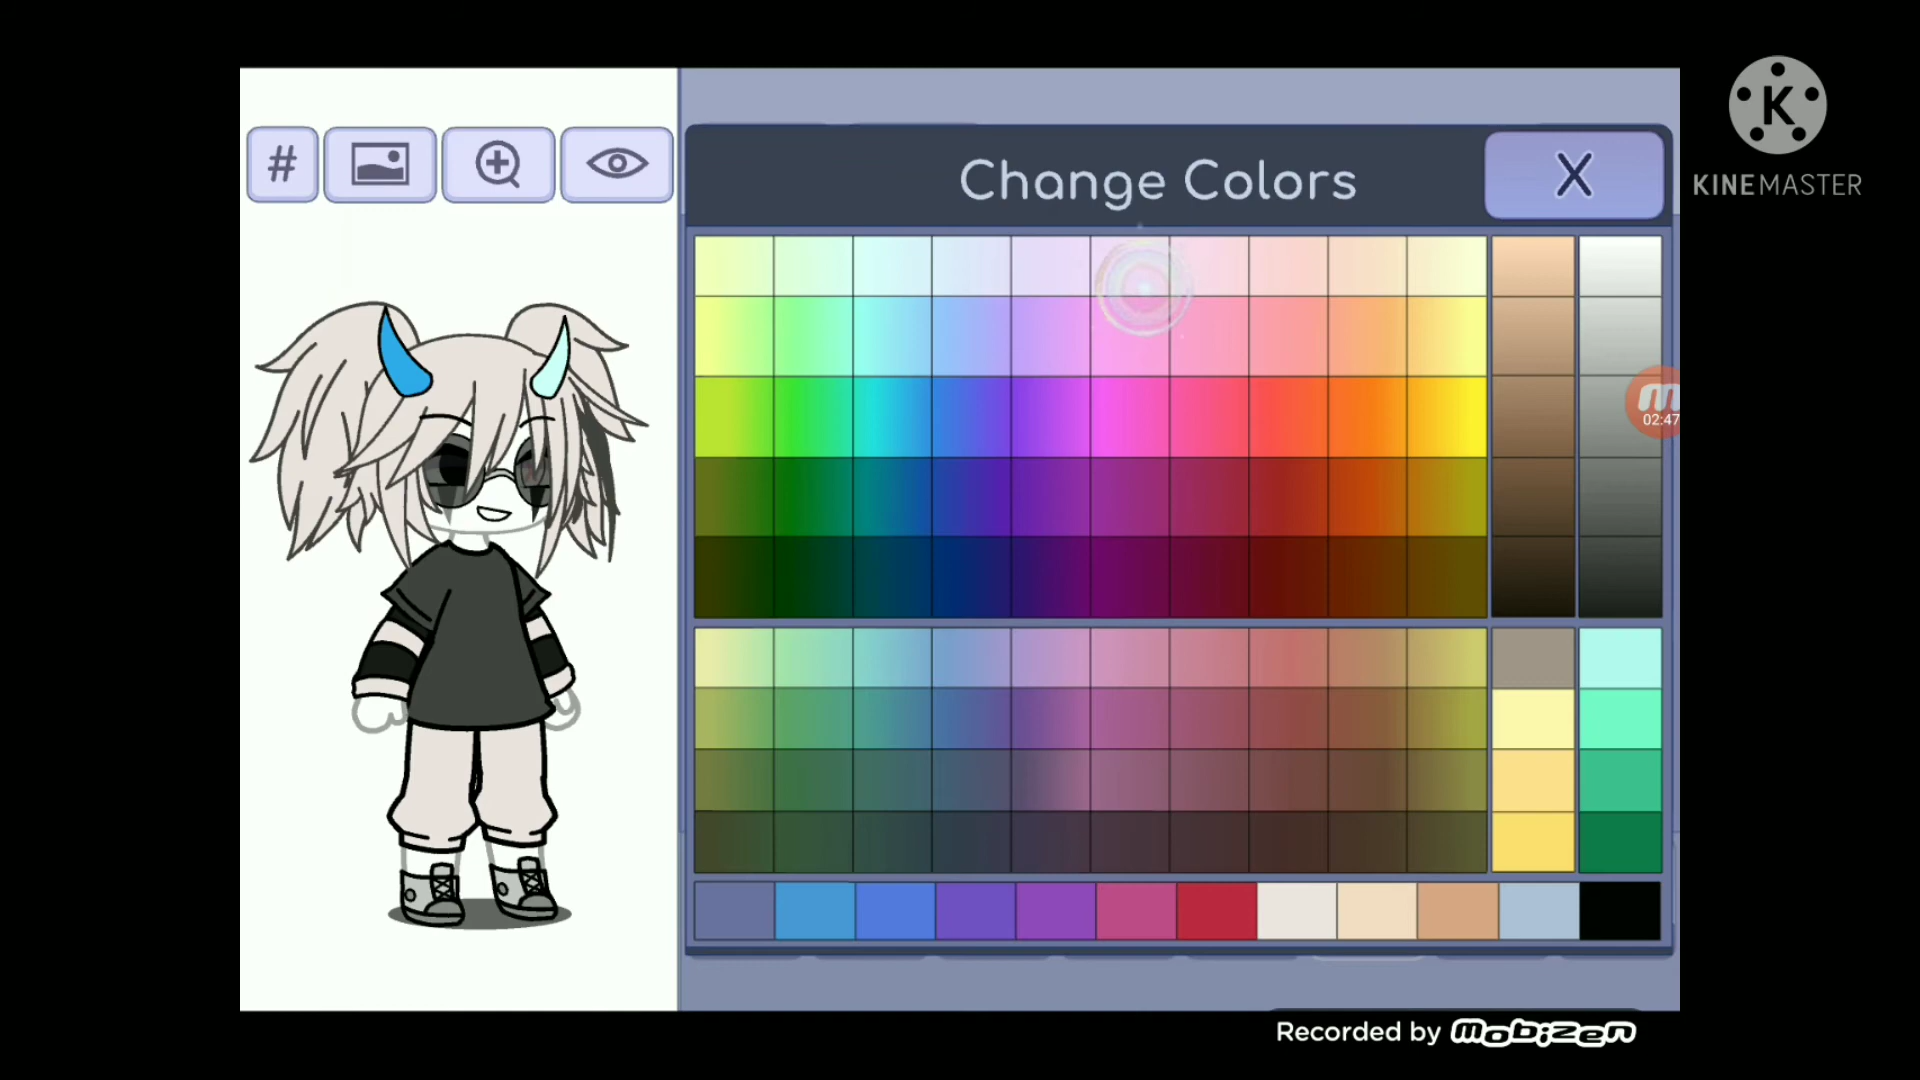 #
Change Colors
X
K
KINEMASTER
02:47
Recorded by mobizen